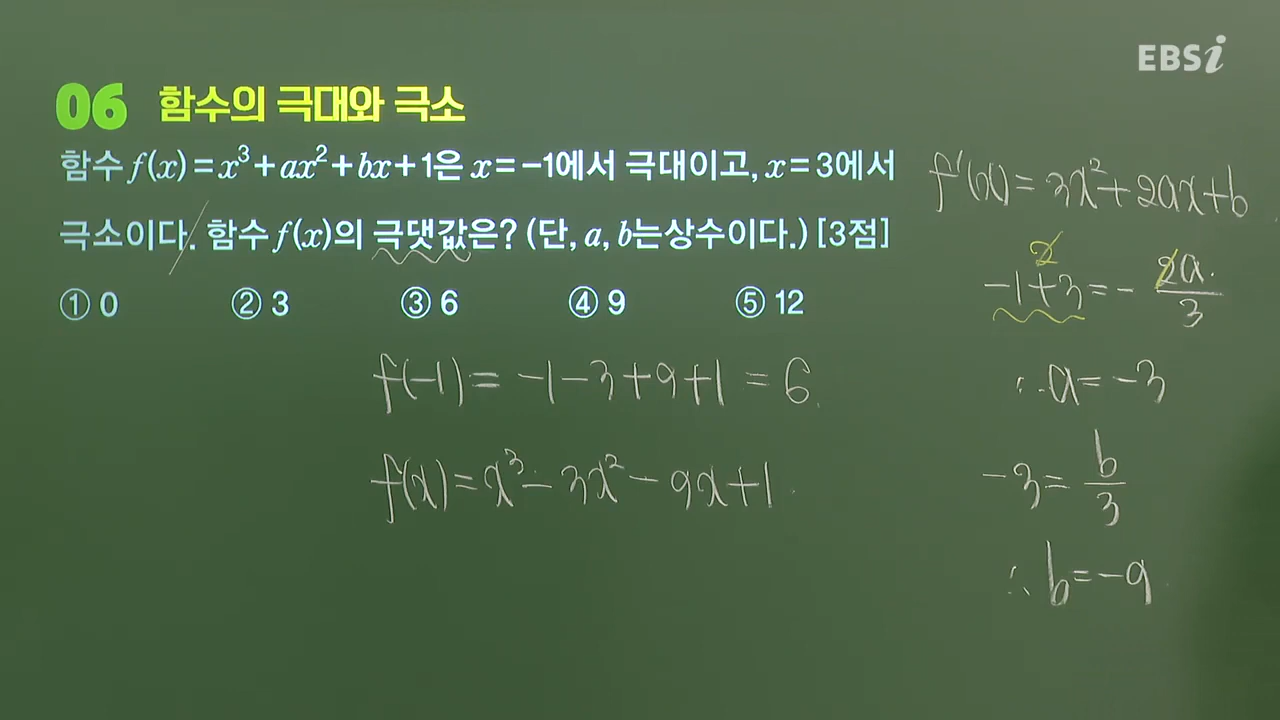 EBSi
06 함수의 극대와 극소
함수 f(x)=x³+ax²+bx+1은 x=-1에서 극대이고, x=3에서
극소이다. 함수 f(x)의 극댓값은? (단, a, b는 상수이다.) [3점]
① 0 ② 3 ③ 6 ④ 9 ⑤ 12
f(-1)= -1-3+9+1 = 6.
f(x)=x³-3x²-9x+1.
f'(x)=3x²+2ax+b
2
-1+3=- 2a/3
∴a=-3
-3= b/3
∴b=-9